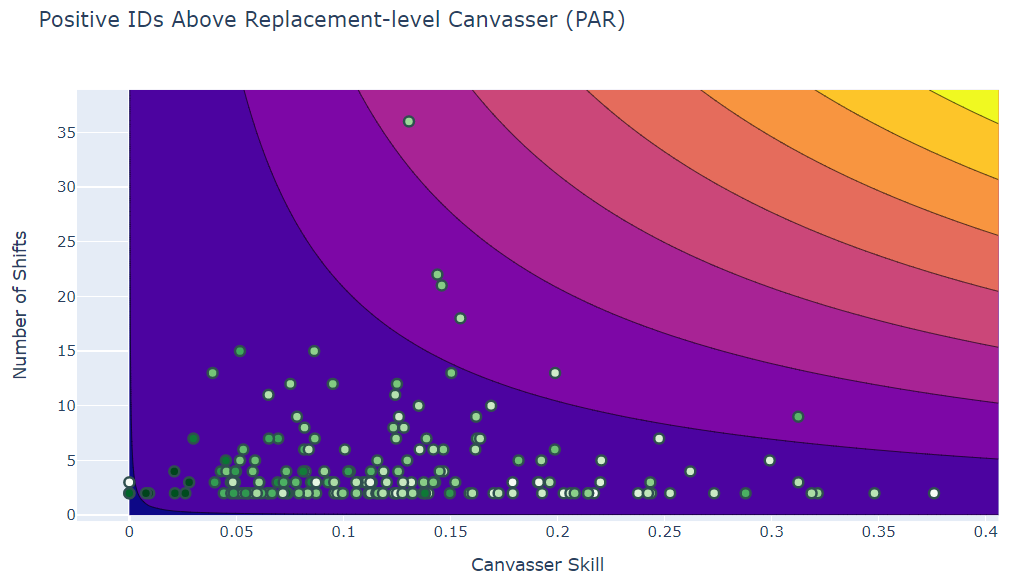 Positive IDs Above Replacement-level Canvasser (PAR)
35
30
25
20
15
10
5
0
Number of Shifts
0 0.05 0.1 0.15 0.2 0.25 0.3 0.35 0.4
Canvasser Skill